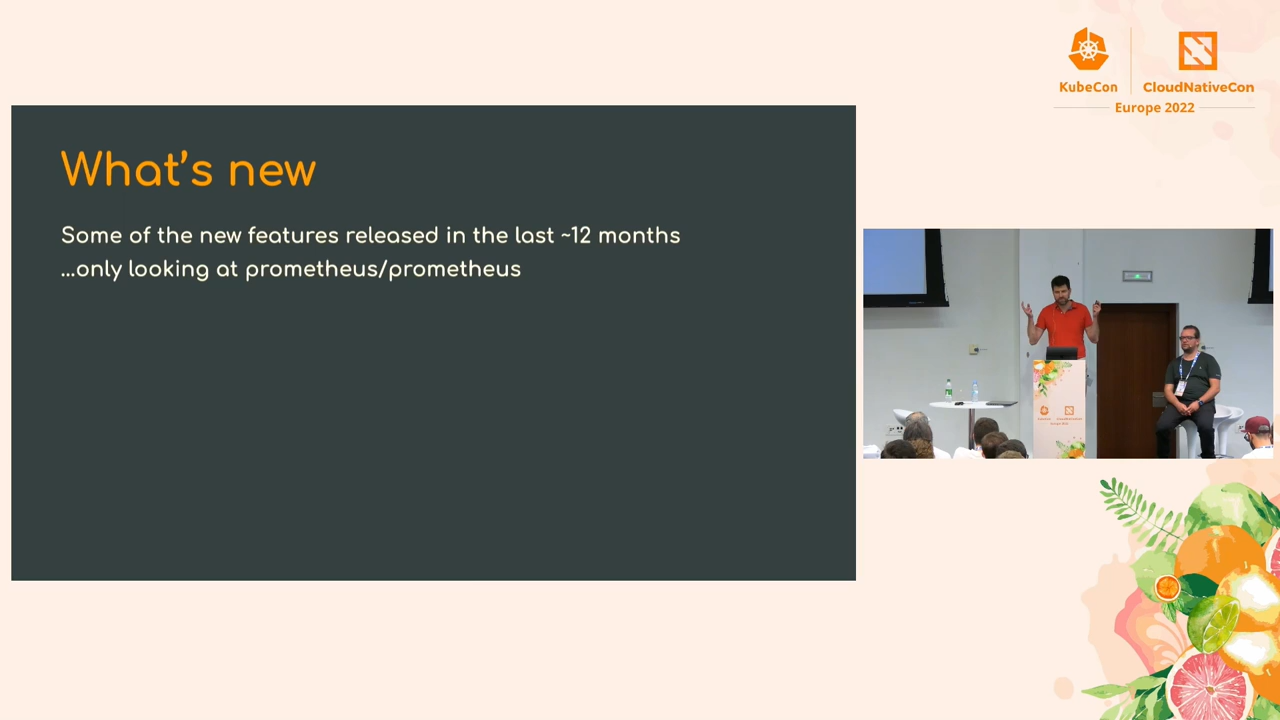 KubeCon
CloudNativeCon
Europe 2022
What's new
Some of the new features released in the last ~12 months
...only looking at prometheus/prometheus